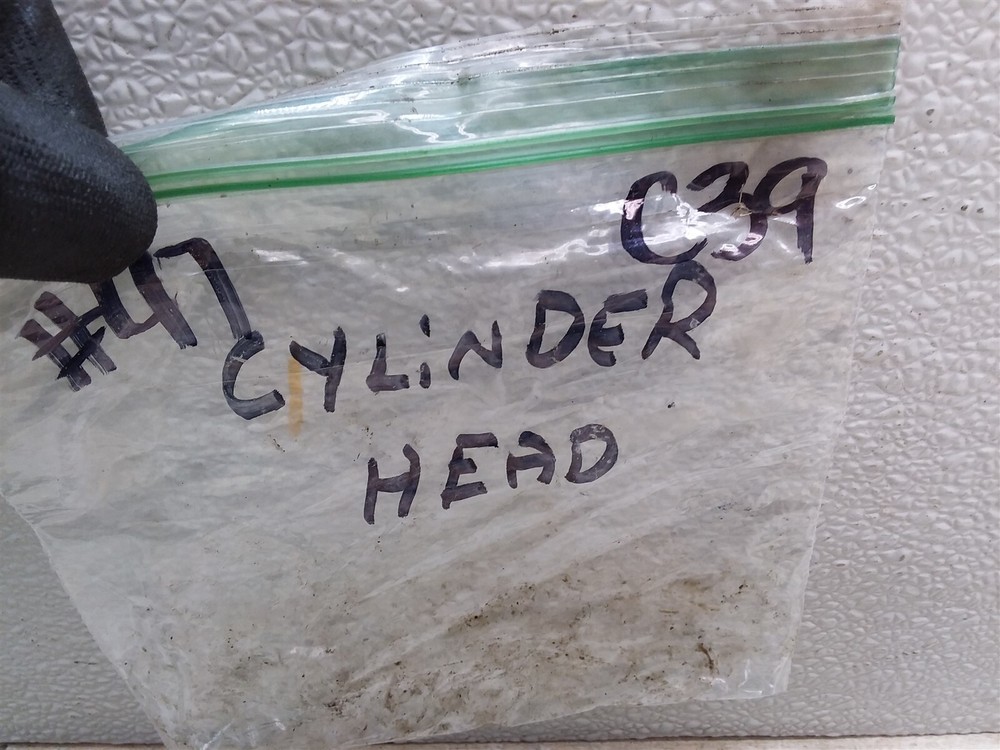 C39
#47
CYLiNDER
HEAD